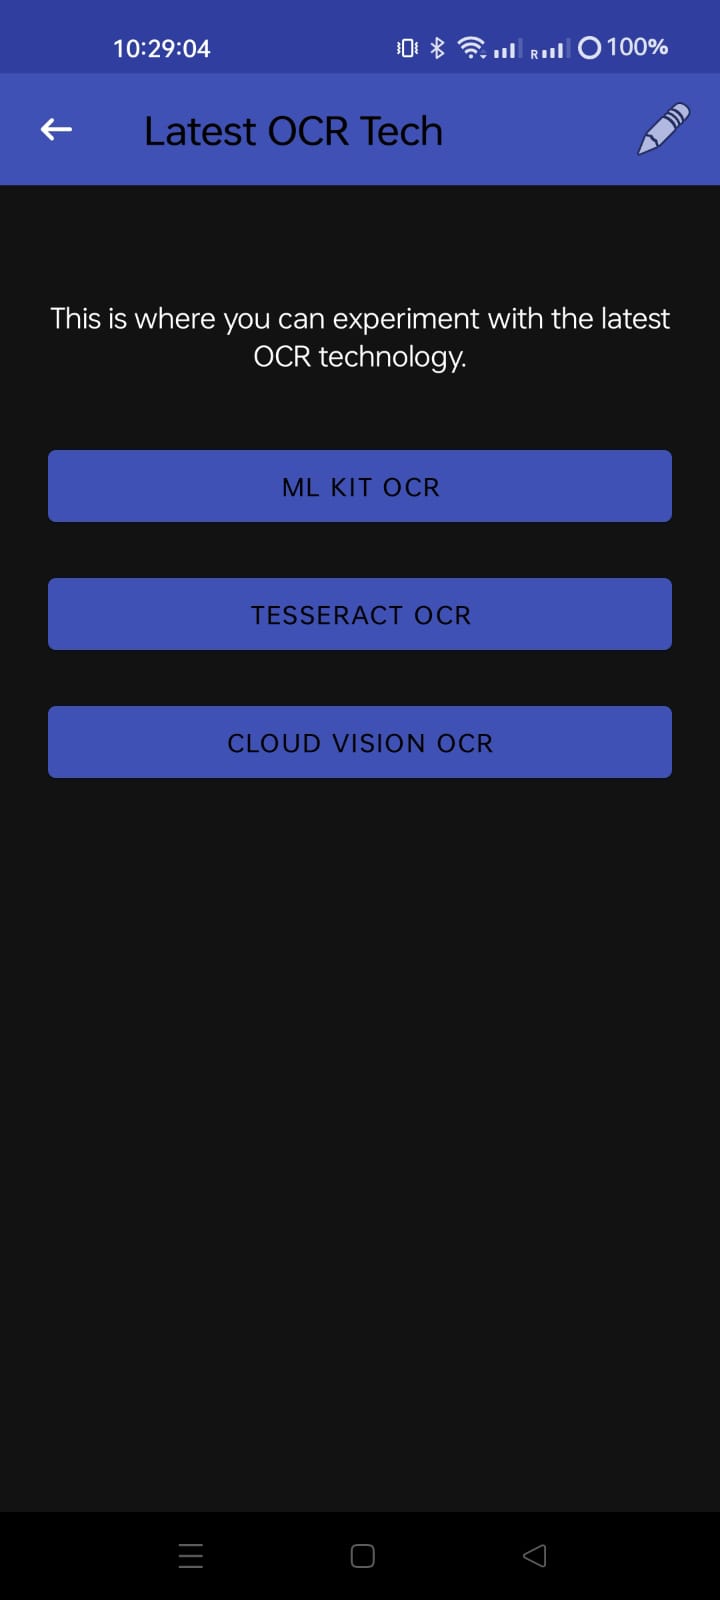 10:29:04
R
100%
Latest OCR Tech
This is where you can experiment with the latest
OCR technology.
ML KIT OCR
TESSERACT OCR
CLOUD VISION OCR